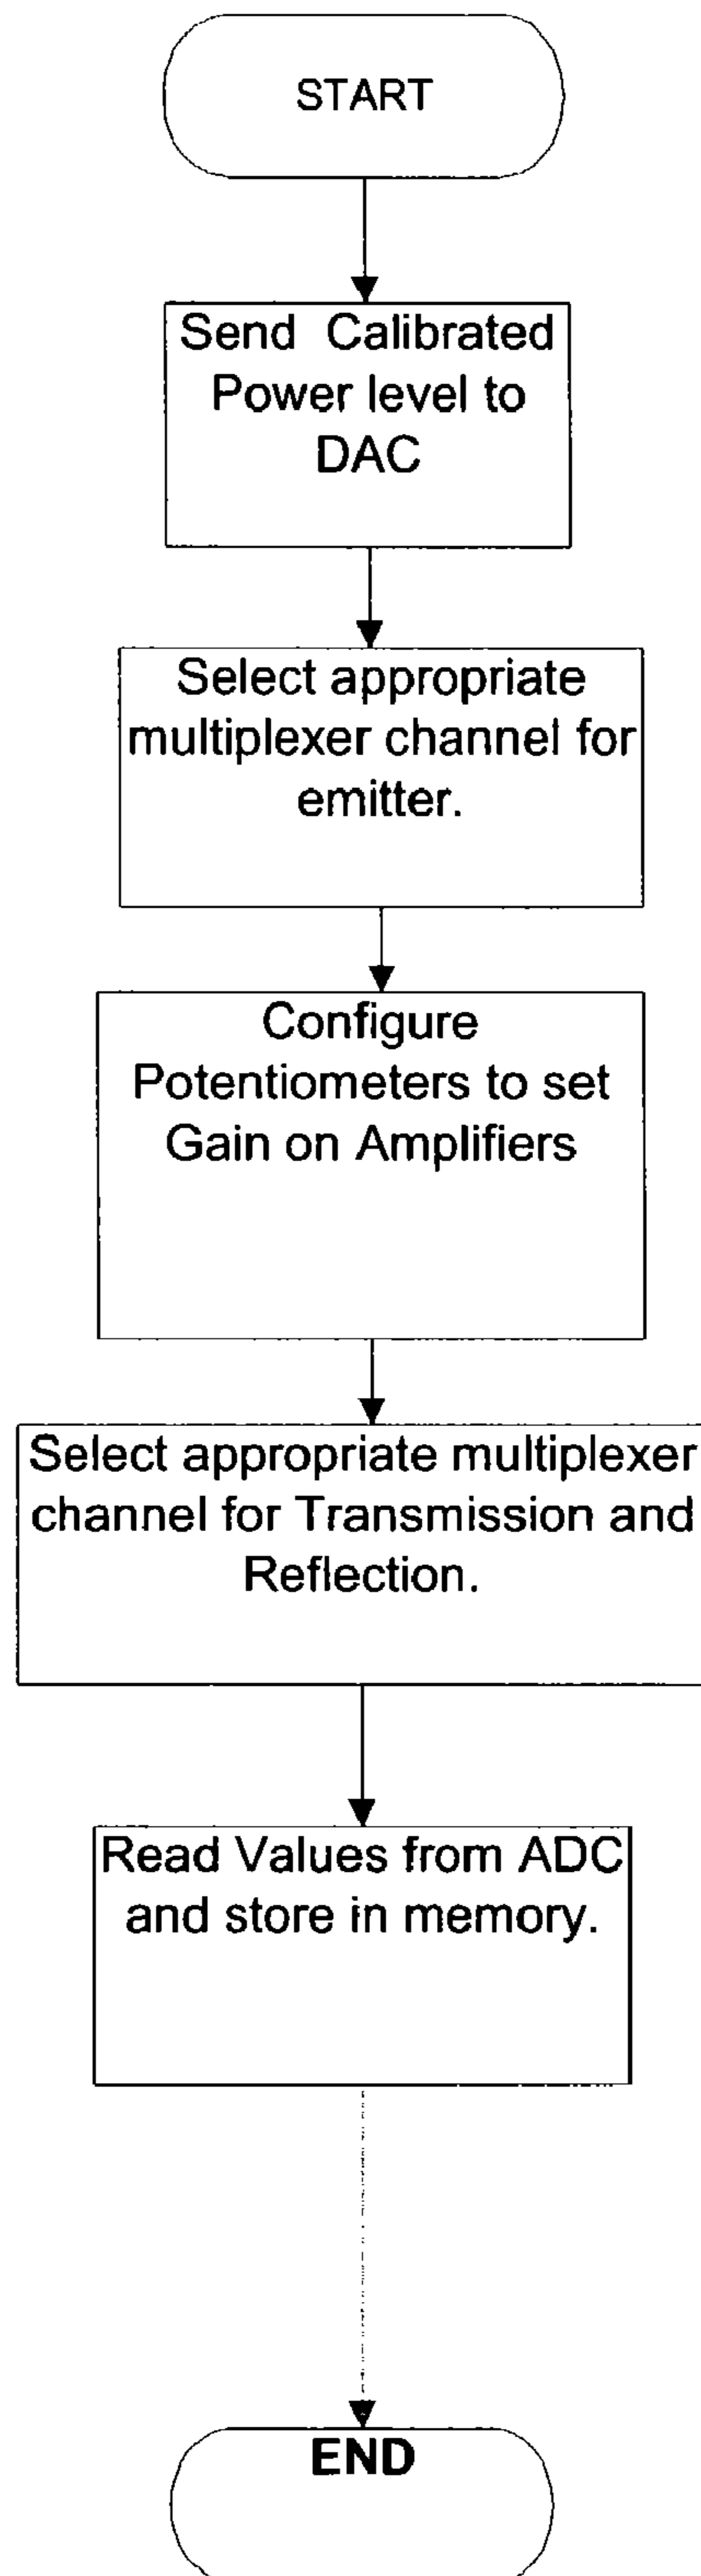 START
Send Calibrated
Power level to
DAC
Select appropriate
multiplexer channel for
emitter.
Configure
Potentiometers to set
Gain on Amplifiers
Select appropriate multiplexer
channel for Transmission and
Reflection.
Read Values from ADC
and store in memory.
END